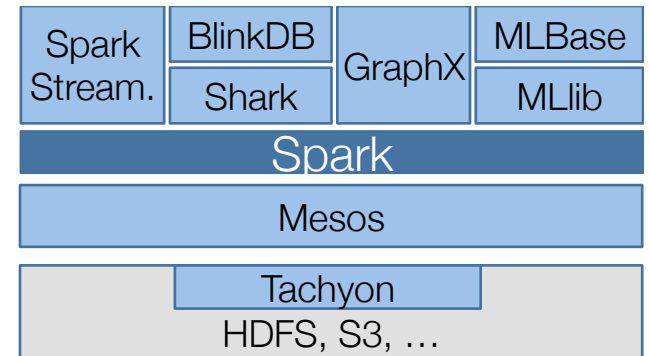 Spark
Stream.
BlinkDB
Shark
GraphX
MLBase
MLlib
Spark
Mesos
Tachyon
HDFS, S3, …